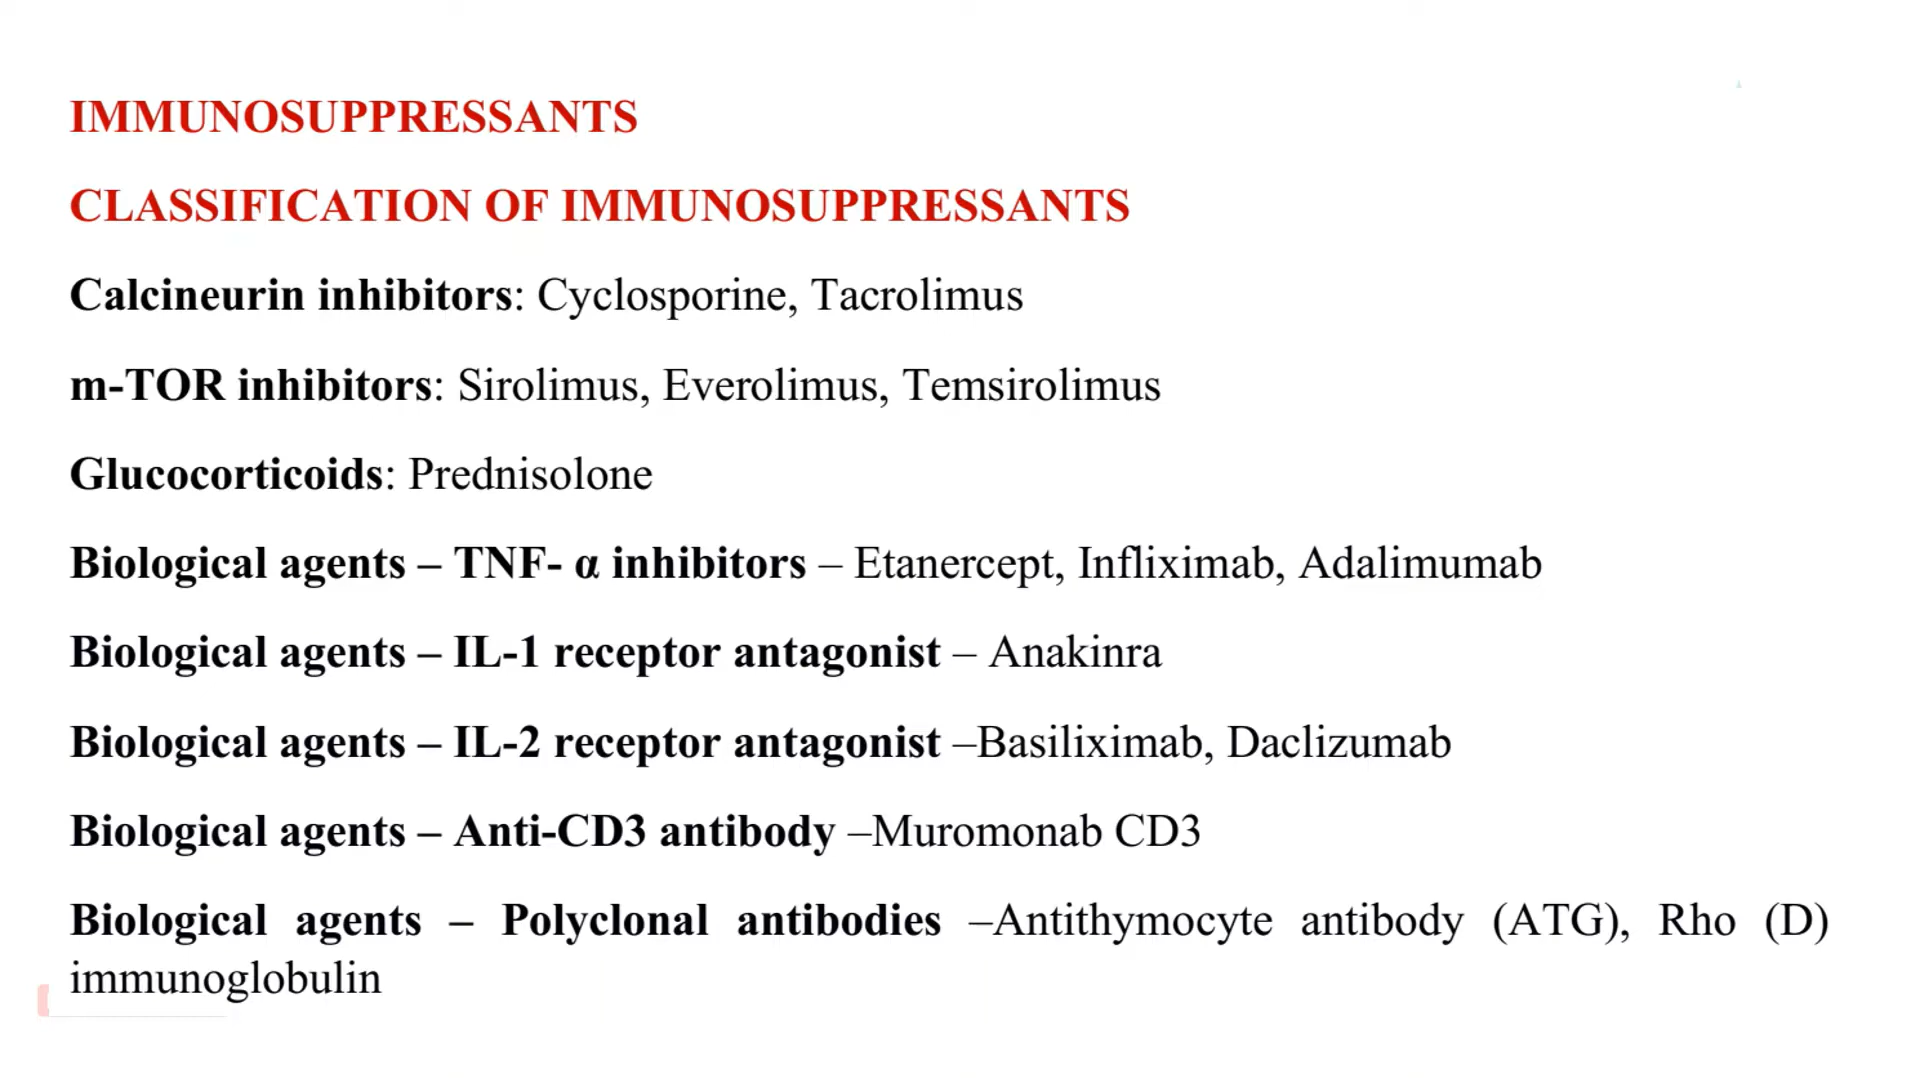 IMMUNOSUPPRESSANTS
CLASSIFICATION OF IMMUNOSUPPRESSANTS
Calcineurin inhibitors: Cyclosporine, Tacrolimus
m-TOR inhibitors: Sirolimus, Everolimus, Temsirolimus
Glucocorticoids: Prednisolone
Biological agents – TNF- α inhibitors – Etanercept, Infliximab, Adalimumab
Biological agents – IL-1 receptor antagonist – Anakinra
Biological agents – IL-2 receptor antagonist –Basiliximab, Daclizumab
Biological agents – Anti-CD3 antibody –Muromonab CD3
Biological agents – Polyclonal antibodies –Antithymocyte antibody (ATG), Rho (D)
immunoglobulin